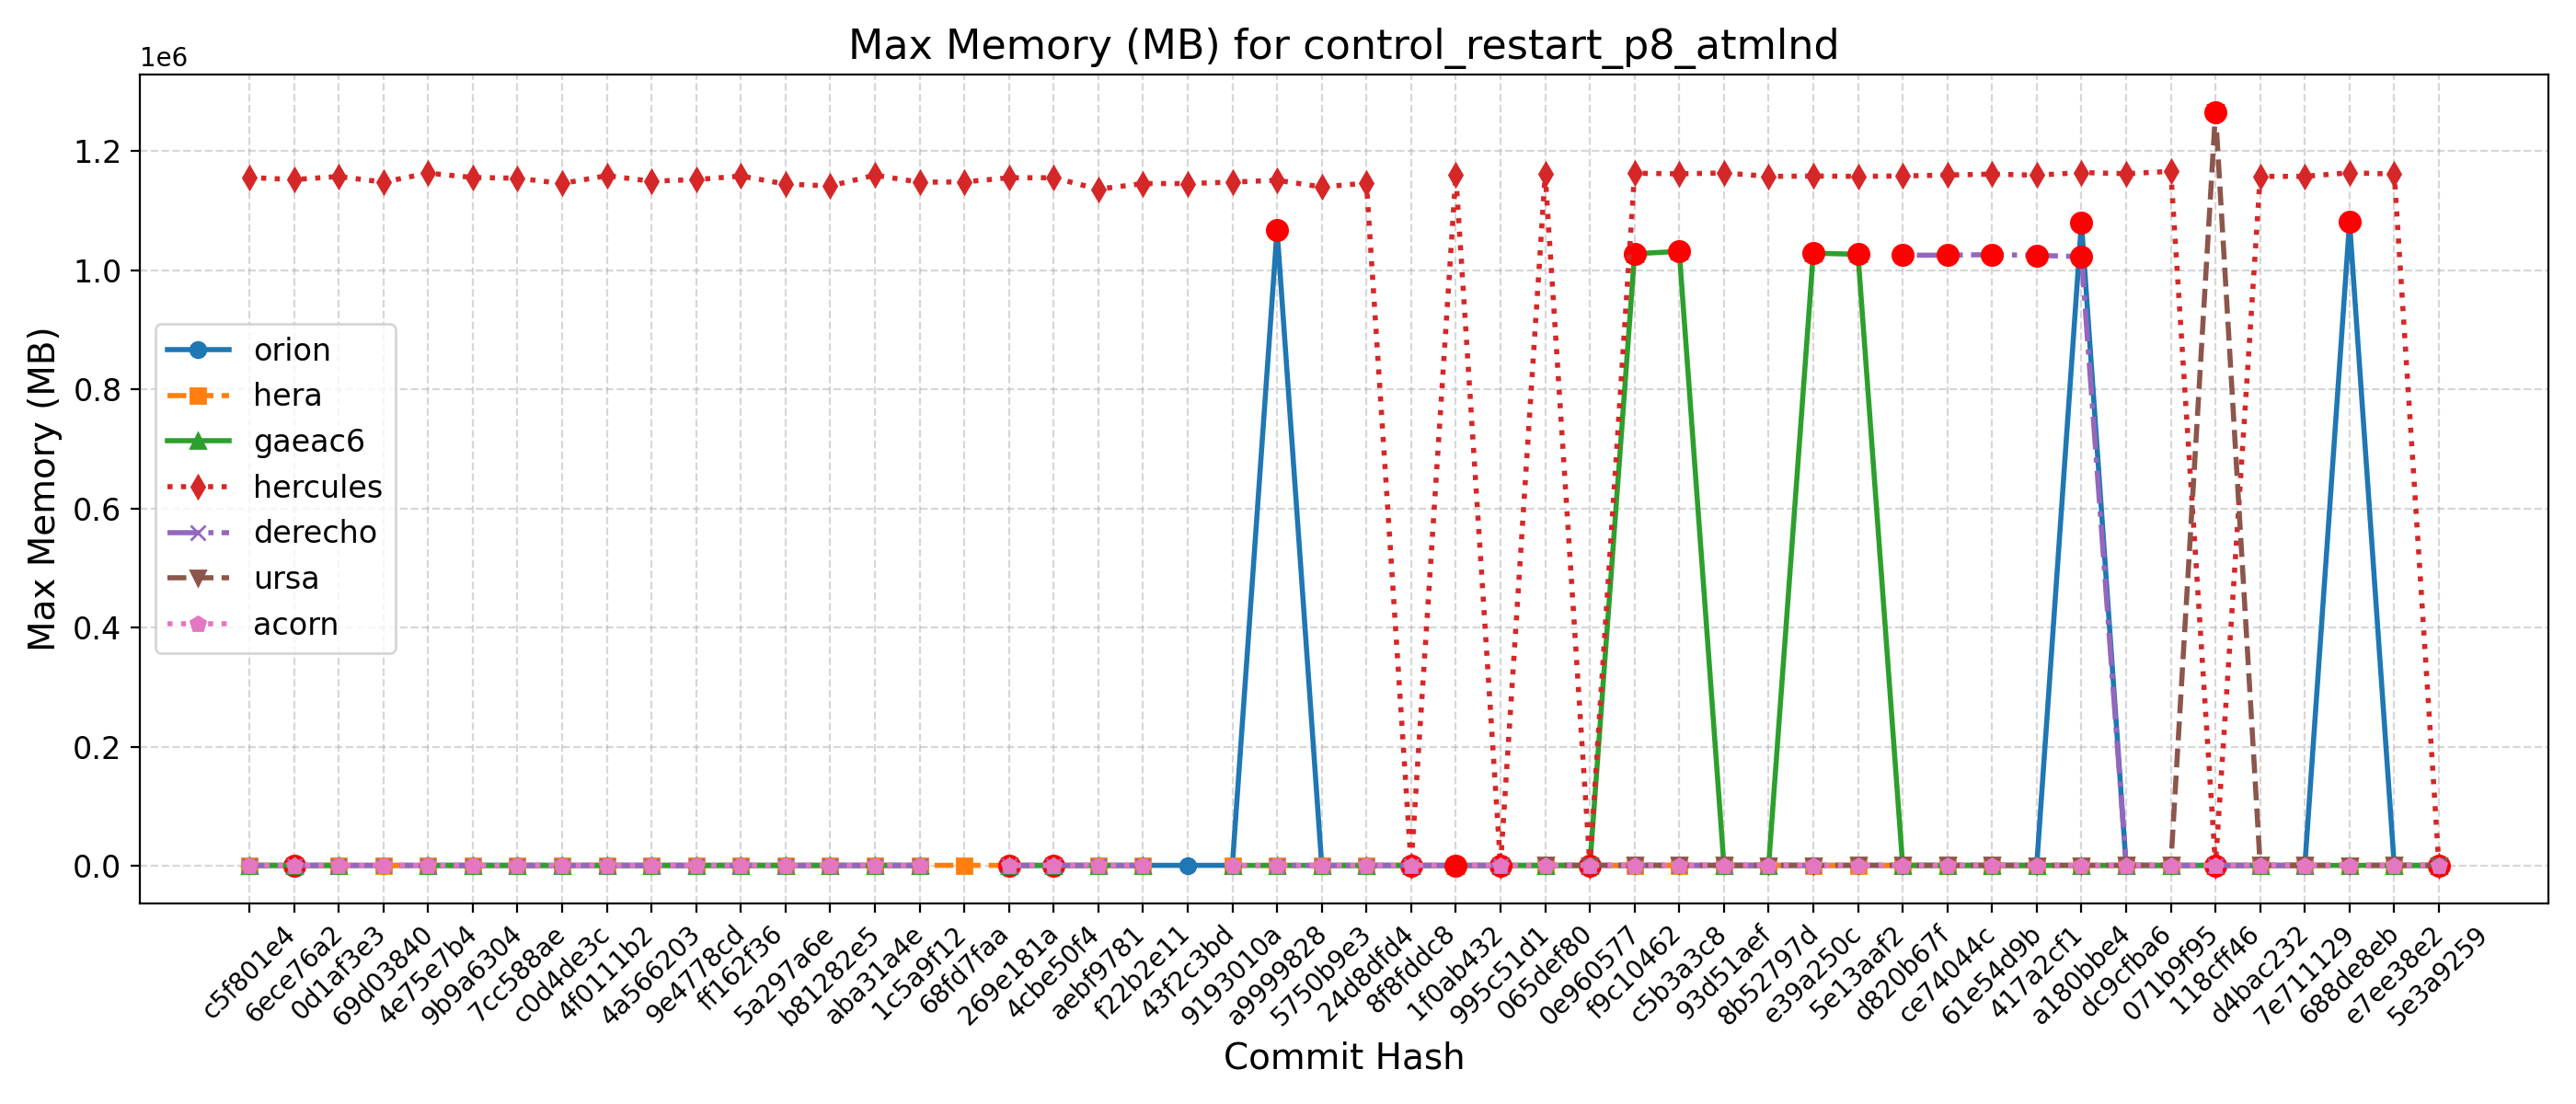 Max Memory (MB) for control_restart_p8_atmlnd
1e6
1.2
1.0
0.8
0.6
0.4
0.2
0.0
Max Memory (MB)
orion
hera
gaeac6
hercules
derecho
ursa
acorn
c5f801e4
6ece76a2
0d1af3e3
69d03840
4e75e7b4
9b9a6304
7cc588ae
c0d4de3c
4f0111b2
4a566203
9e4778cd
ff162f36
5a297a6e
b81282e5
aba31a4e
1c5a9f12
68fd7faa
269e181a
4cbe50f4
aebf9781
f22b2e11
43f2c3bd
9193010a
a9999828
5750b9e3
24d8dfd4
8f8fddc8
1f0ab432
995c51d1
065def80
0e960577
f9c10462
c5b3a3c8
93d51aef
8b52797d
e39a250c
5e13aaf2
d820b67f
ce74044c
61e54d9b
417a2cf1
a180bbe4
dc9cfba6
071b9f95
118cff46
d4bac232
7e711129
688de8eb
e7ee38e2
5e3a9259
Commit Hash